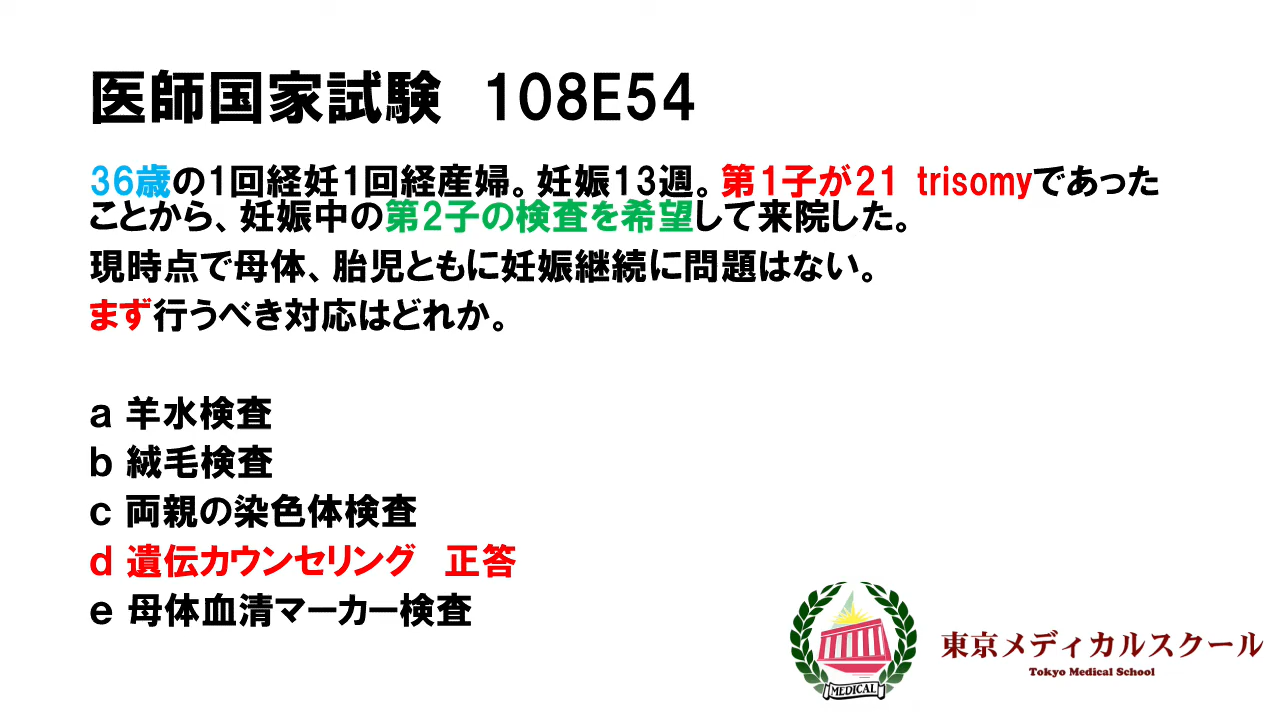 医師国家試験　108E54
36歳の1回経妊1回経産婦。妊娠13週。第1子が21 trisomyであった
ことから、妊娠中の第2子の検査を希望して来院した。
現時点で母体、胎児ともに妊娠継続に問題はない。
まず行うべき対応はどれか。
a 羊水検査
b 絨毛検査
c 両親の染色体検査
d 遺伝カウンセリング　正答
e 母体血清マーカー検査
MEDICAL
東京メディカルスクール
Tokyo Medical School